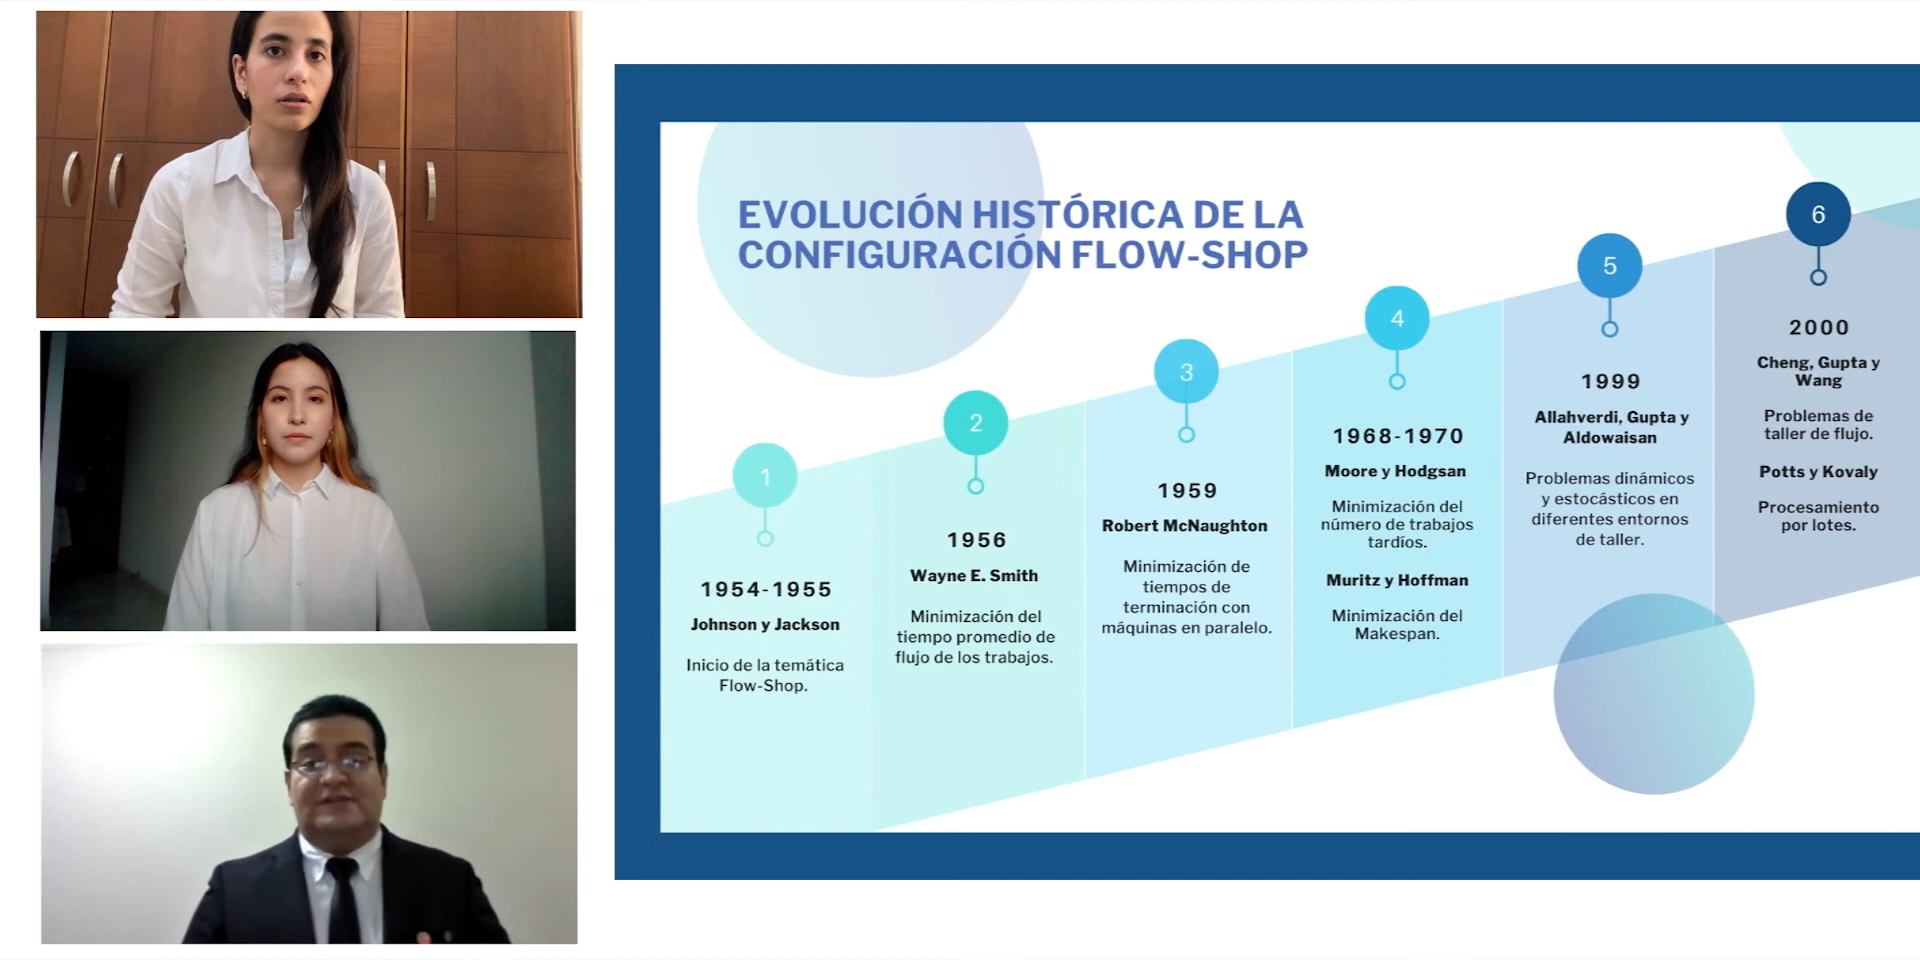 EVOLUCIÓN HISTÓRICA DE LA
CONFIGURACIÓN FLOW-SHOP
1
1954-1955
Johnson y Jackson
Inicio de la temática
Flow-Shop.
2
1956
Wayne E. Smith
Minimización del
tiempo promedio de
flujo de los trabajos.
3
1959
Robert McNaughton
Minimización de
tiempos de
terminación con
máquinas en paralelo.
4
1968-1970
Moore y Hodgsan
Minimización del
número de trabajos
tardíos.
Muritz y Hoffman
Minimización del
Makespan.
5
1999
Allahverdi, Gupta y
Aldowaisan
Problemas dinámicos
y estocásticos en
diferentes entornos
de taller.
6
2000
Cheng, Gupta y
Wang
Problemas de
taller de flujo.
Potts y Kovaly
Procesamiento
por lotes.